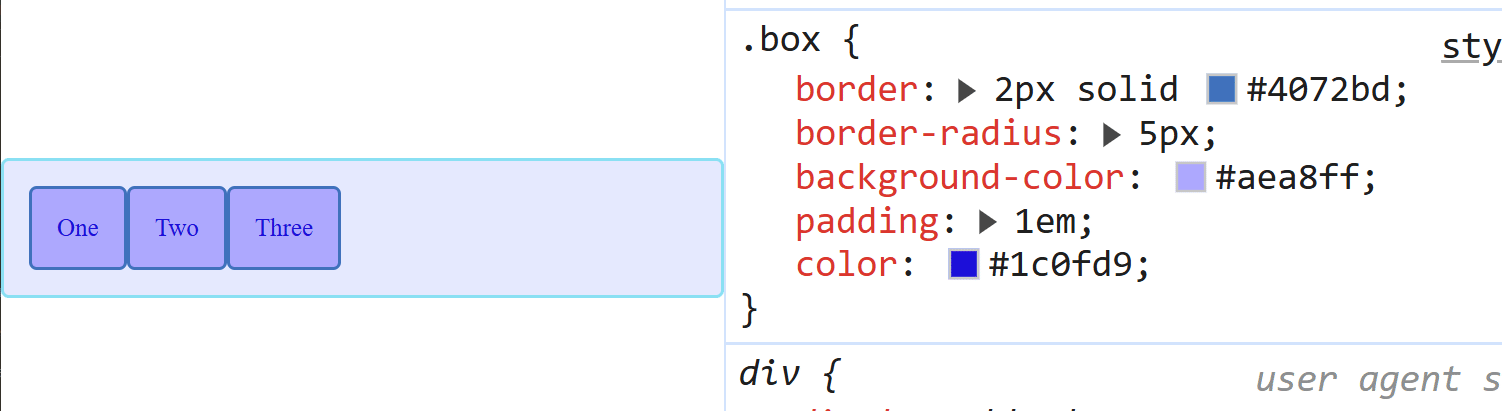 One Two Three
.box {
sty
border: ▶ 2px solid #4072bd;
border-radius: ▶ 5px;
background-color: #aea8ff;
padding: ▶ 1em;
color: #1c0fd9;
}
div {
user agent s